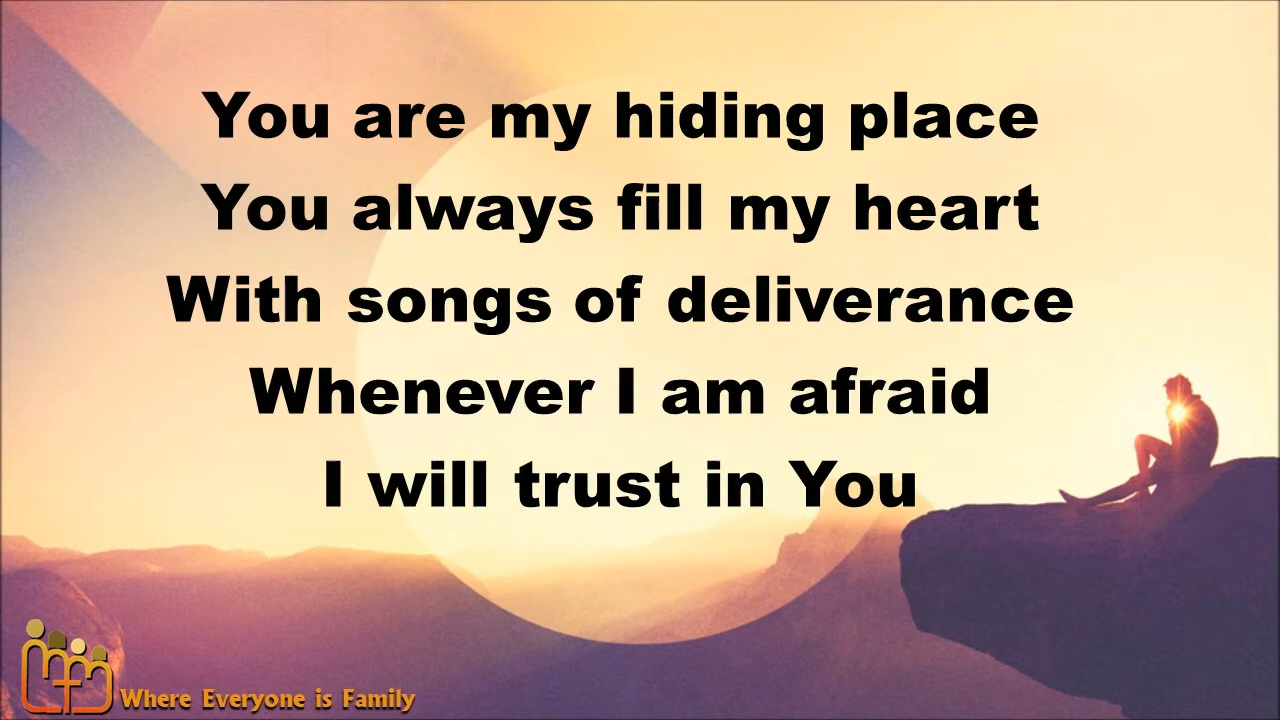 You are my hiding place
You always fill my heart
With songs of deliverance
Whenever I am afraid
I will trust in You
Where Everyone is Family